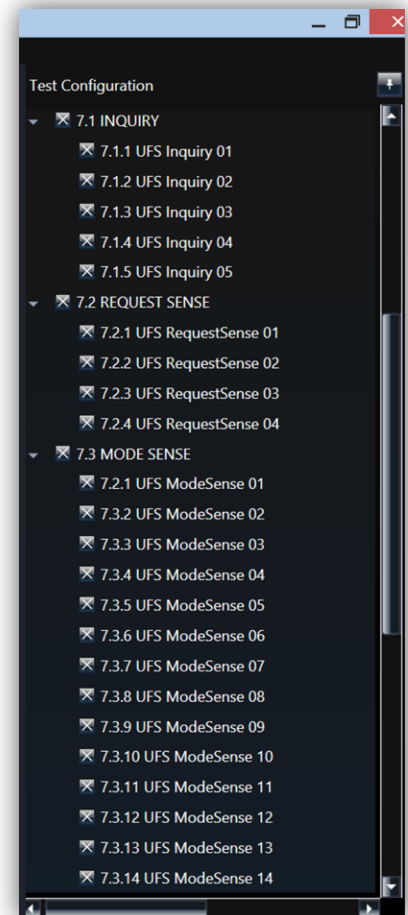 Test Configuration
7.1 INQUIRY
7.1.1 UFS Inquiry 01
7.1.2 UFS Inquiry 02
7.1.3 UFS Inquiry 03
7.1.4 UFS Inquiry 04
7.1.5 UFS Inquiry 05
7.2 REQUEST SENSE
7.2.1 UFS RequestSense 01
7.2.2 UFS RequestSense 02
7.2.3 UFS RequestSense 03
7.2.4 UFS RequestSense 04
7.3 MODE SENSE
7.2.1 UFS ModeSense 01
7.3.2 UFS ModeSense 02
7.3.3 UFS ModeSense 03
7.3.4 UFS ModeSense 04
7.3.5 UFS ModeSense 05
7.3.6 UFS ModeSense 06
7.3.7 UFS ModeSense 07
7.3.8 UFS ModeSense 08
7.3.9 UFS ModeSense 09
7.3.10 UFS ModeSense 10
7.3.11 UFS ModeSense 11
7.3.12 UFS ModeSense 12
7.3.13 UFS ModeSense 13
7.3.14 UFS ModeSense 14